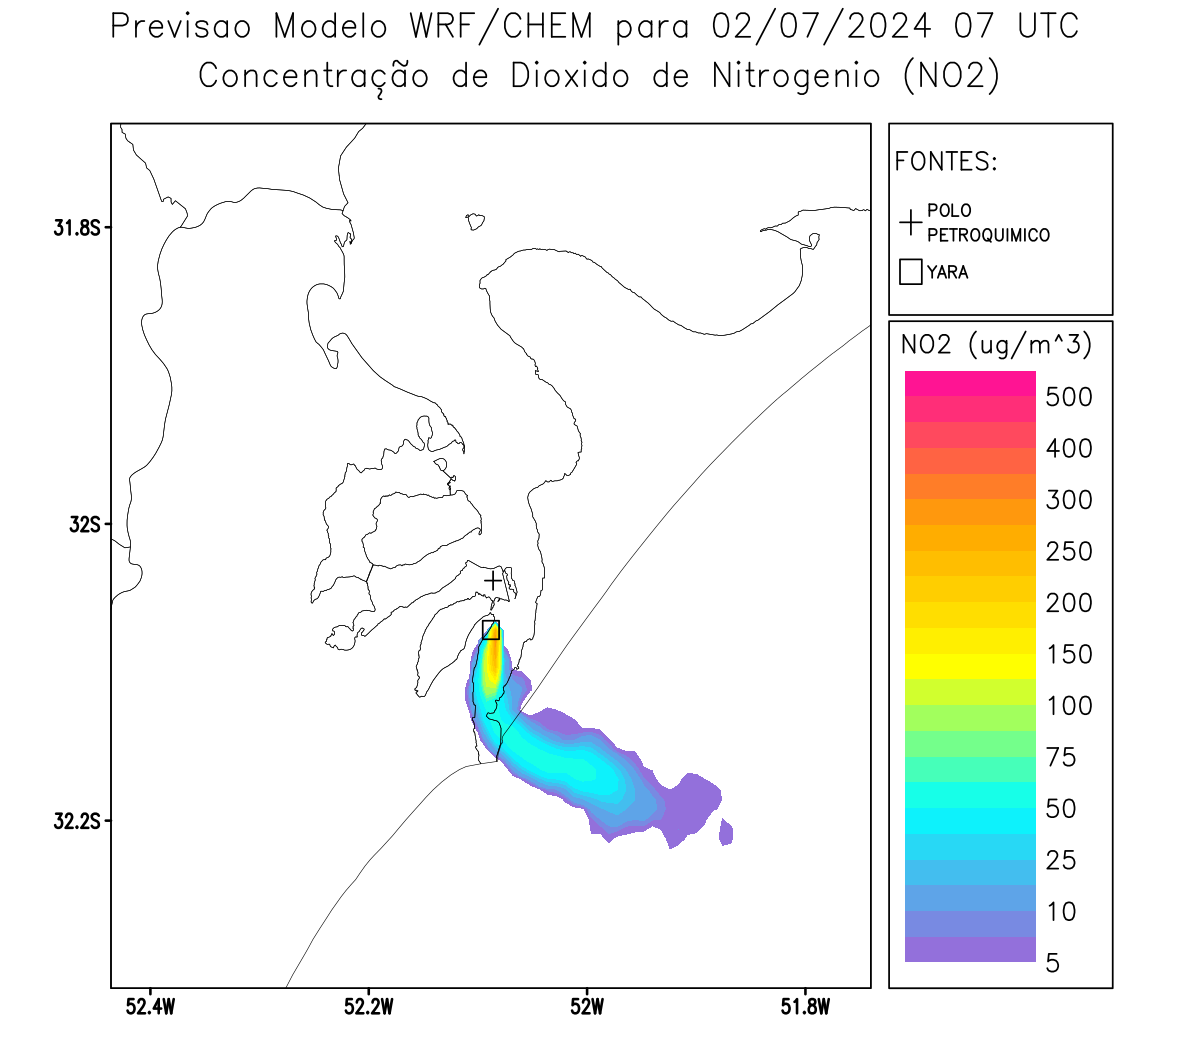 Previsao Modelo WRF/CHEM para 02/07/2024 07 UTC
Concentração de Dioxido de Nitrogenio (NO2)
FONTES:
POLO
PETROQUIMICO
YARA
31.8S
32S
32.2S
52.4W
52.2W
52W
51.8W
NO2 (ug/m^3)
500
400
300
250
200
150
100
75
50
25
10
5